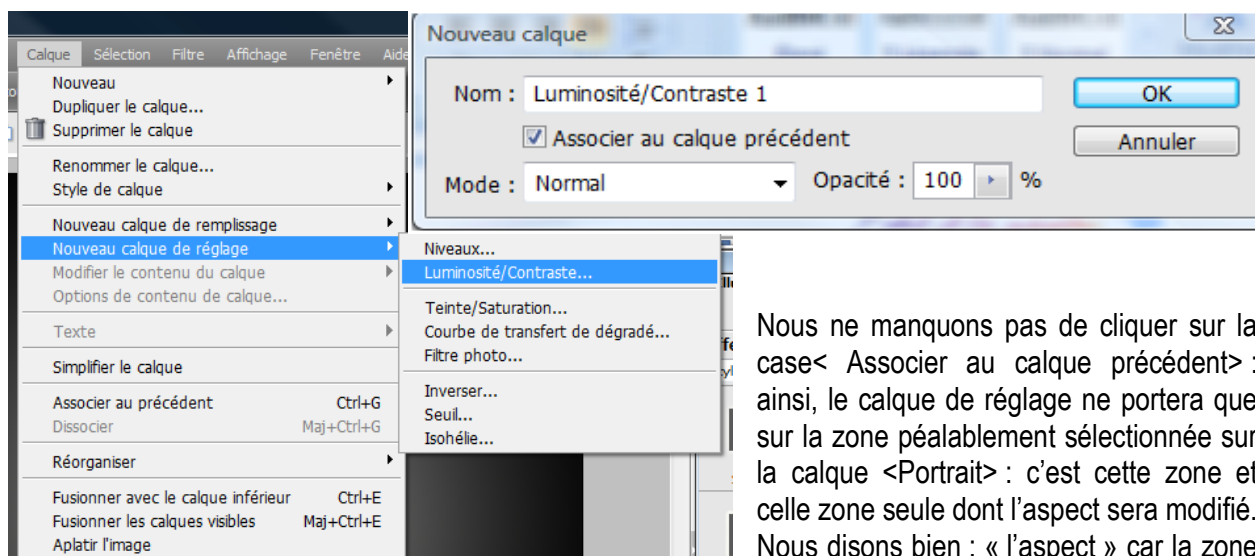 Calque Sélection Filtre Affichage Fenêtre Aide
Nouveau
Dupliquer le calque...
Supprimer le calque
Renommer le calque...
Style de calque
Nouveau calque de remplissage
Nouveau calque de réglage
Modifier le contenu du calque
Options de contenu de calque...
Texte
Simplifier le calque
Associer au précédent Ctrl+G
Dissocier Maj+Ctrl+G
Réorganiser
Fusionner avec le calque inférieur Ctrl+E
Fusionner les calques visibles Maj+Ctrl+E
Aplatir l'image
Niveaux...
Luminosité/Contraste...
Teinte/Saturation...
Courbe de transfert de dégradé...
Filtre photo...
Inverser...
Seuil...
Isohélie...
Nouveau calque
Nom : Luminosité/Contraste 1
OK
Associer au calque précédent
Annuler
Mode : Normal Opacité : 100 %
Nous ne manquons pas de cliquer sur la
case< Associer au calque précédent> :
ainsi, le calque de réglage ne portera que
sur la zone péalablement sélectionnée sur
la calque <Portrait> : c’est cette zone et
celle zone seule dont l’aspect sera modifié.
Nous disons bien : « l’aspect » car la zone